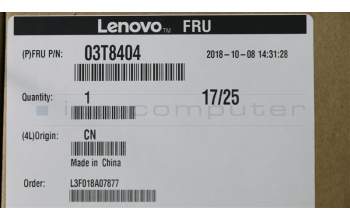 Lenovo™ FRU
(P)FRU P/N: 03T8404 2018-10-08 14:31:28
Quantity: 1 17/25
(4L)Origin: CN
Made in China
Order: L3F018A07877